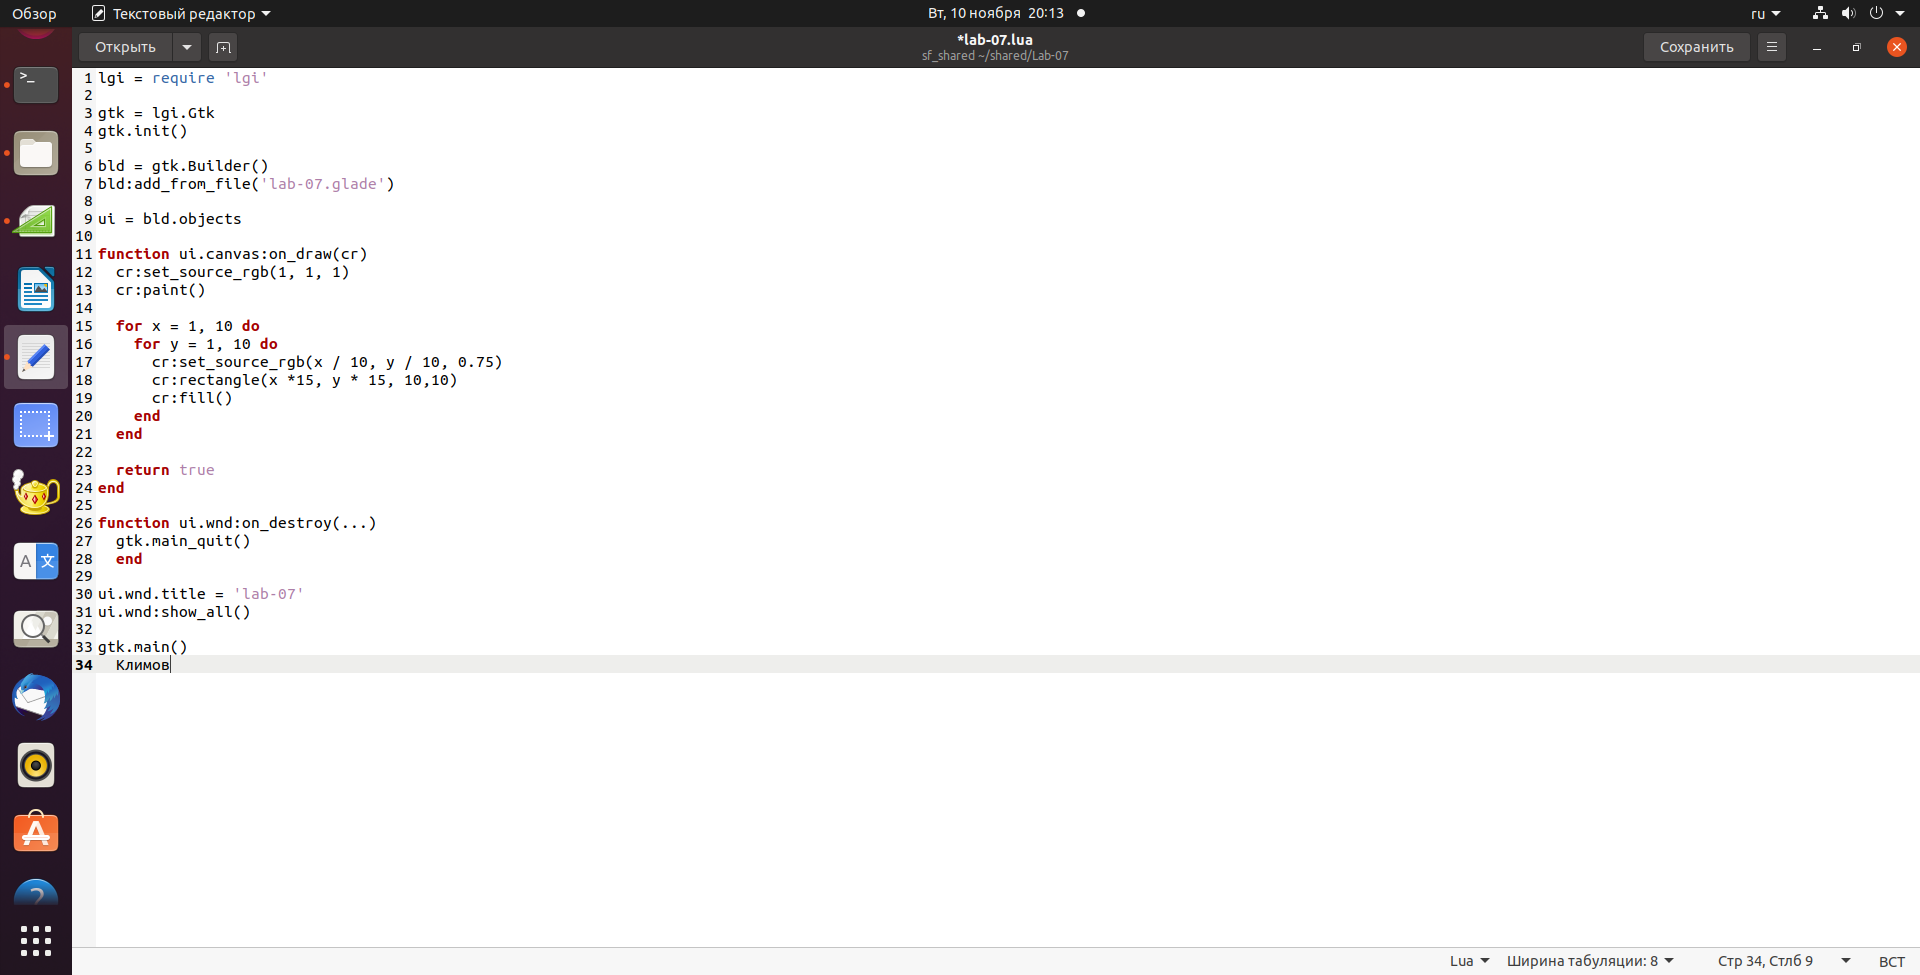 Обзор
Текстовый редактор
Вт, 10 ноября 20:13
ru
Открыть
*lab-07.lua
sf_shared ~/shared/Lab-07
Сохранить
1 lgi = require 'lgi'
2
3 gtk = lgi.Gtk
4 gtk.init()
5
6 bld = gtk.Builder()
7 bld:add_from_file('lab-07.glade')
8
9 ui = bld.objects
10
11 function ui.canvas:on_draw(cr)
12   cr:set_source_rgb(1, 1, 1)
13   cr:paint()
14
15   for x = 1, 10 do
16     for y = 1, 10 do
17       cr:set_source_rgb(x / 10, y / 10, 0.75)
18       cr:rectangle(x *15, y * 15, 10,10)
19       cr:fill()
20     end
21   end
22
23   return true
24 end
25
26 function ui.wnd:on_destroy(...)
27   gtk.main_quit()
28   end
29
30 ui.wnd.title = 'lab-07'
31 ui.wnd:show_all()
32
33 gtk.main()
34   Климов
Lua
Ширина табуляции: 8
Стр 34, Стлб 9
ВСТ